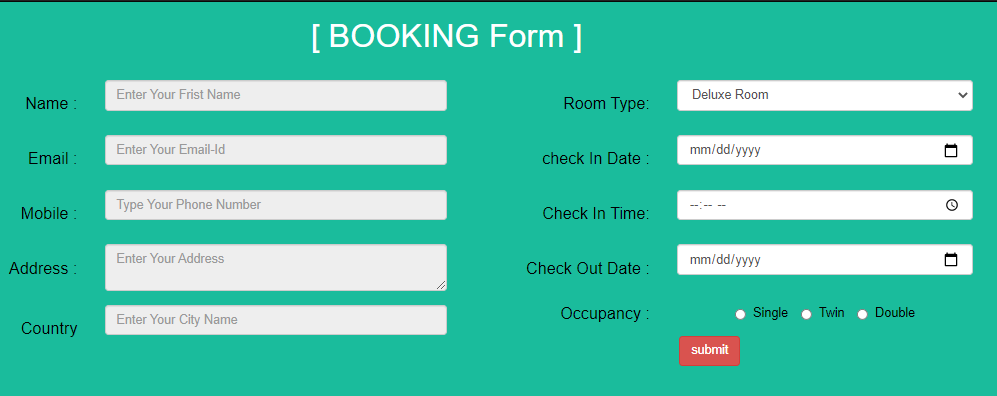 [ BOOKING Form ]
Name :
Enter Your Frist Name
Email :
Enter Your Email-Id
Mobile :
Type Your Phone Number
Address :
Enter Your Address
Country
Enter Your City Name
Room Type:
Deluxe Room
check In Date :
mm/dd/yyyy
Check In Time:
--:-- --
Check Out Date :
mm/dd/yyyy
Occupancy :
Single Twin Double
submit